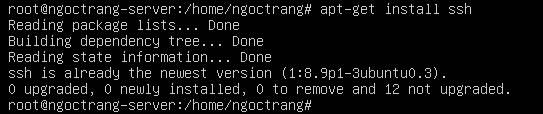 root@ngoctrang-server:/home/ngoctrang# apt-get install ssh
Reading package lists... Done
Building dependency tree... Done
Reading state information... Done
ssh is already the newest version (1:8.9p1-3ubuntu0.3).
0 upgraded, 0 newly installed, 0 to remove and 12 not upgraded.
root@ngoctrang-server:/home/ngoctrang#